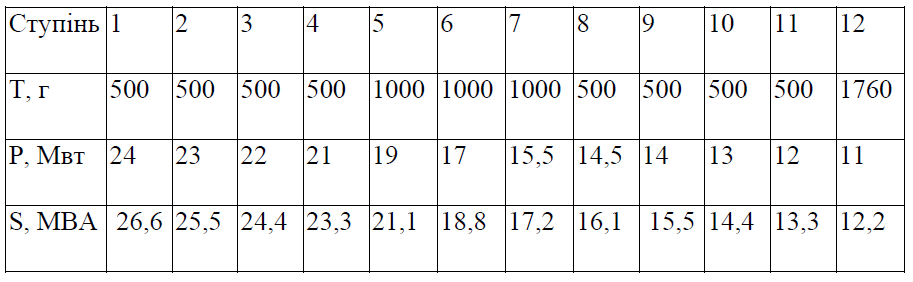 Ступінь 1 2 3 4 5 6 7 8 9 10 11 12
Т, г 500 500 500 500 1000 1000 1000 500 500 500 500 1760
Р, Мвт 24 23 22 21 19 17 15,5 14,5 14 13 12 11
S, МВА 26,6 25,5 24,4 23,3 21,1 18,8 17,2 16,1 15,5 14,4 13,3 12,2